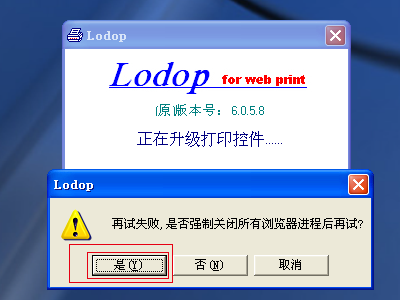 Lodop
Lodop for web print
(原)版本号: 6.0.5.8
正在升级打印控件......
Lodop
再试失败, 是否强制关闭所有浏览器进程后再试?
是(Y)
否(N)
取消